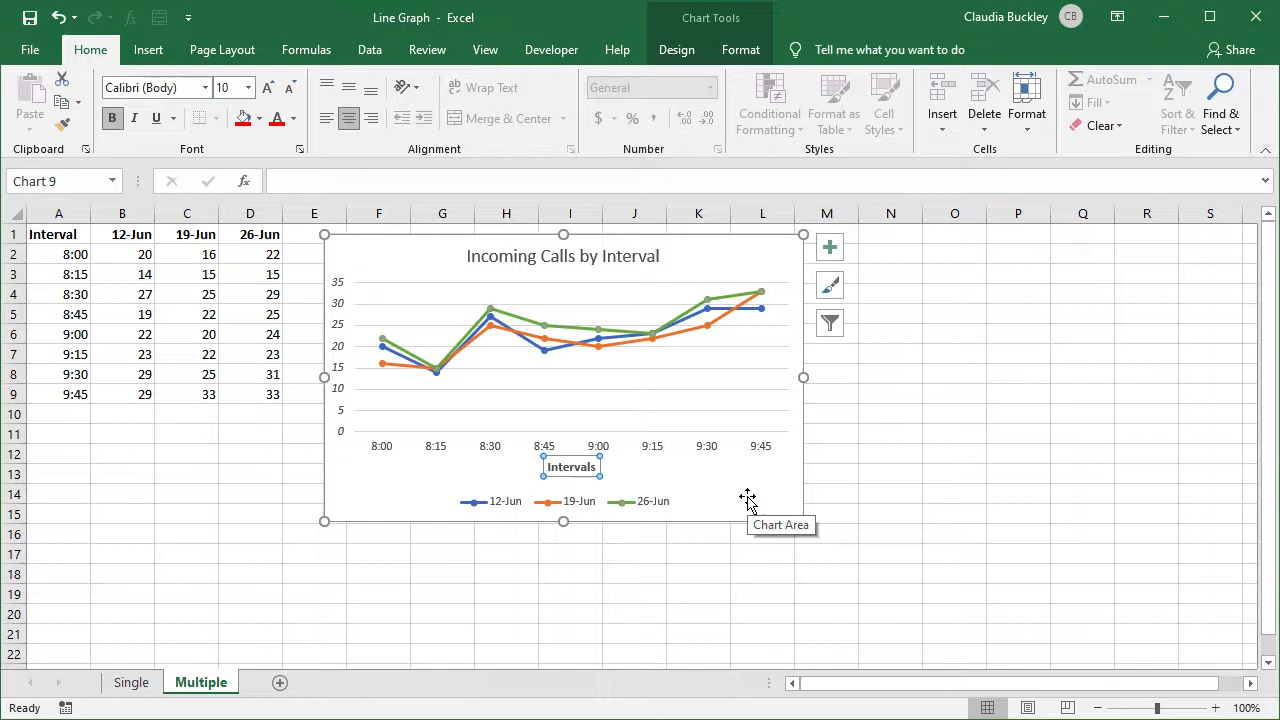 Line Graph - Excel
Chart Tools
Claudia Buckley
CB
File
Home
Insert
Page Layout
Formulas
Data
Review
View
Developer
Help
Design
Format
Tell me what you want to do
Share
Paste
Clipboard
Calibri (Body)
10
B I U
Font
Wrap Text
Merge & Center
Alignment
General
$ % ,
Number
Conditional
Formatting
Format as
Table
Cell
Styles
Styles
Insert
Delete
Format
Cells
AutoSum
Fill
Clear
Sort &
Filter
Find &
Select
Editing
Chart 9
fx
A B C D E F G H I J K L M N O P Q R S
1 Interval 12-Jun 19-Jun 26-Jun
2 8:00 20 16 22
3 8:15 14 15 15
4 8:30 27 25 29
5 8:45 19 22 25
6 9:00 22 20 24
7 9:15 23 22 23
8 9:30 29 25 31
9 9:45 29 33 33
10
11
12
13
14
15
16
17
18
19
20
21
22
Incoming Calls by Interval
35
30
25
20
15
10
5
0
8:00 8:15 8:30 8:45 9:00 9:15 9:30 9:45
Intervals
12-Jun 19-Jun 26-Jun
Chart Area
Single
Multiple
Ready
100%